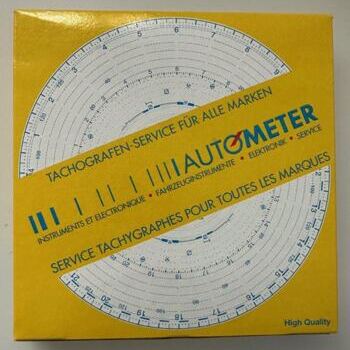 TACHOGRAFEN-SERVICE FÜR ALLE MARKEN
AUTOMETER
INSTRUMENTS ET ELECTRONIQUE • FAHRZEUGINSTRUMENTE • ELEKTRONIK • SERVICE
SERVICE TACHYGRAPHES POUR TOUTES LES MARQUES
High Quality